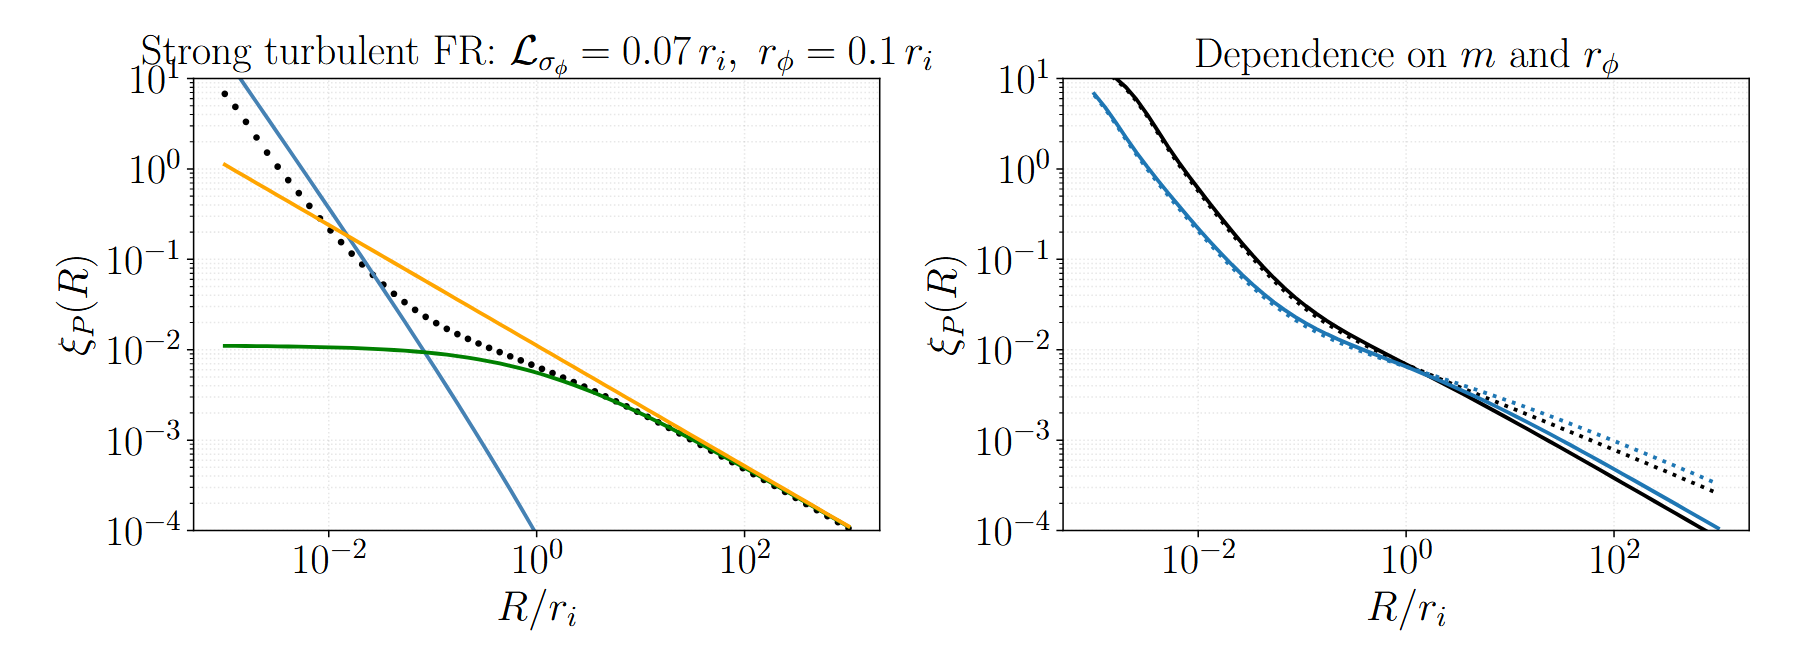 Strong turbulent FR: 𝓛_{σ_ϕ} = 0.07 r_i, r_ϕ = 0.1 r_i
10^1
10^0
10^{-1}
10^{-2}
10^{-3}
10^{-4}
ξ_P(R)
10^{-2} 10^0 10^2
R/r_i
Dependence on m and r_ϕ
10^1
10^0
10^{-1}
10^{-2}
10^{-3}
10^{-4}
ξ_P(R)
10^{-2} 10^0 10^2
R/r_i